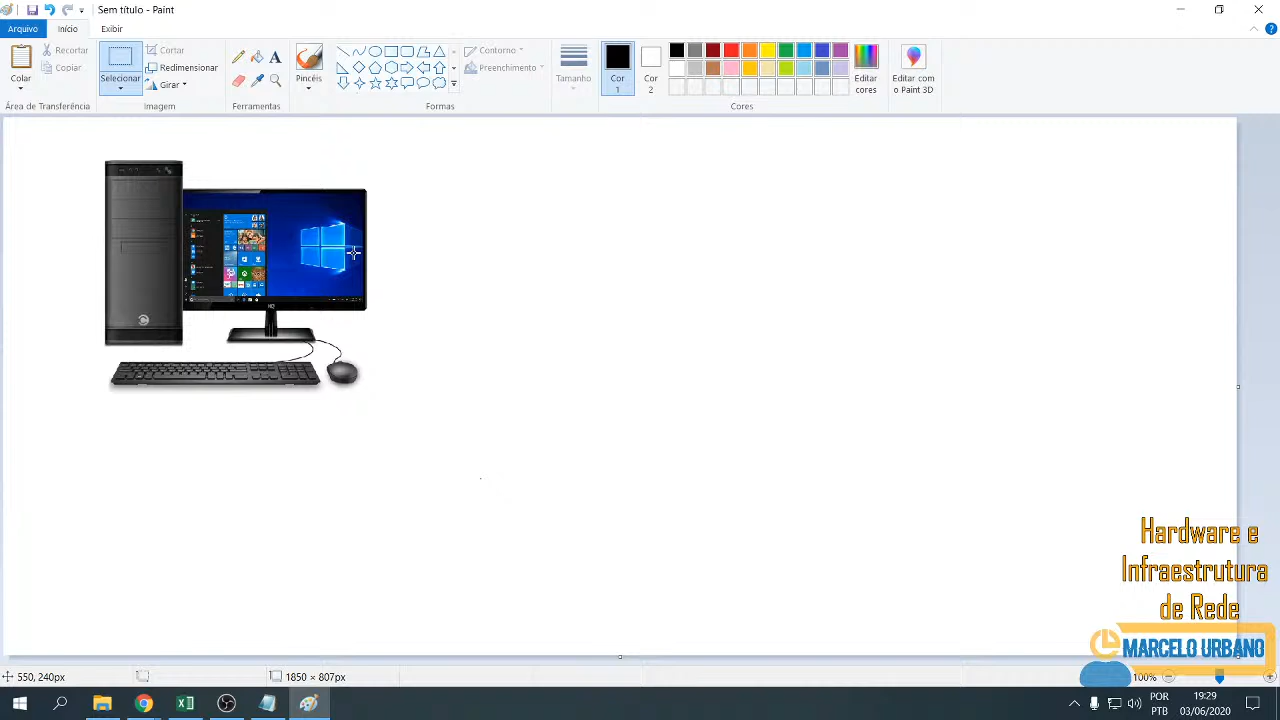 Sem título - Paint
Arquivo
Início
Exibir
Colar
Recortar
Área de Transferência
Selecionar
Cortar
Redimensionar
Girar
Imagem
Ferramentas
Pincéis
Contorno
Preenchimento
Formas
Tamanho
Cor
1
Cor
2
Editar
cores
Cores
Editar com
o Paint 3D
HQ
Hardware e
Infraestrutura
de Rede
MARCELO URBANO
550, 240px
1850 × 807px
100%
POR
PTB
19:29
03/06/2020